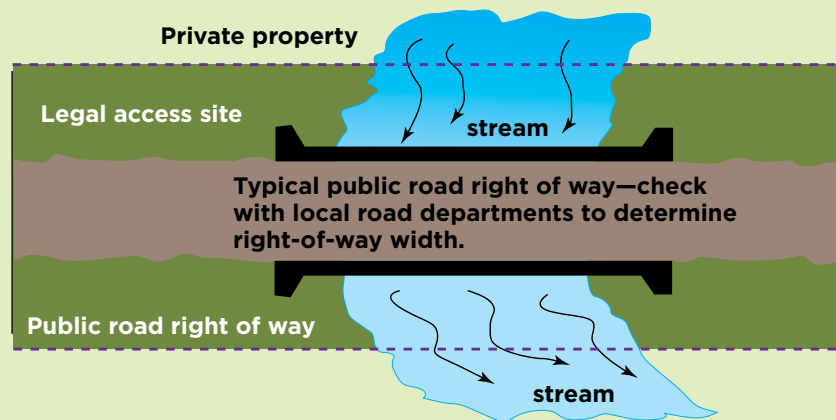 Private property
Legal access site
stream
Typical public road right of way—check
with local road departments to determine
right-of-way width.
Public road right of way
stream